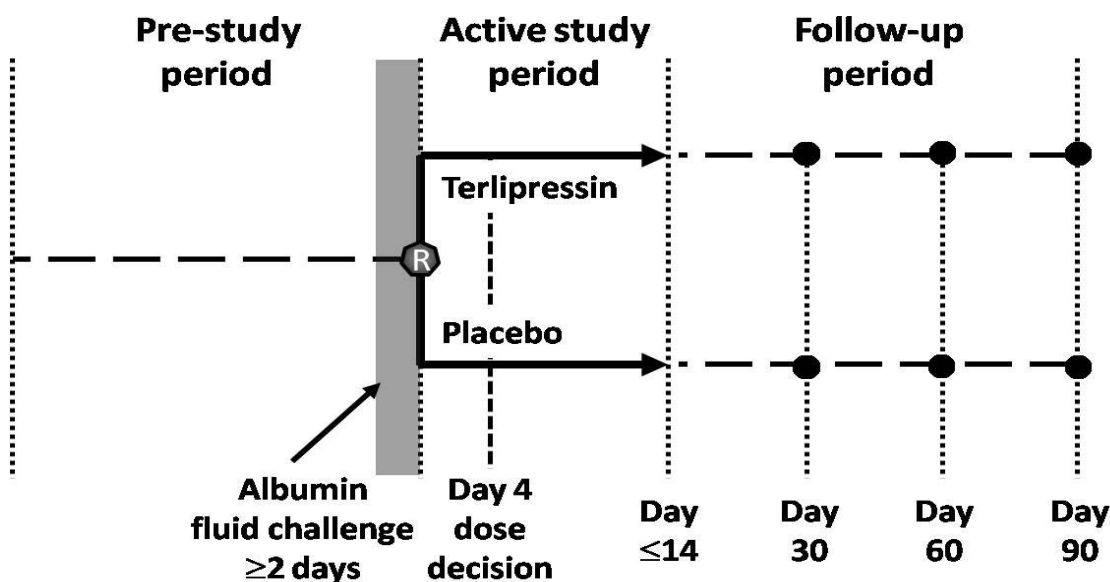 Pre-study
period
Active study
period
Follow-up
period
Terlipressin
R
Placebo
Albumin
fluid challenge
≥2 days
Day 4
dose
decision
Day
≤14
Day
30
Day
60
Day
90